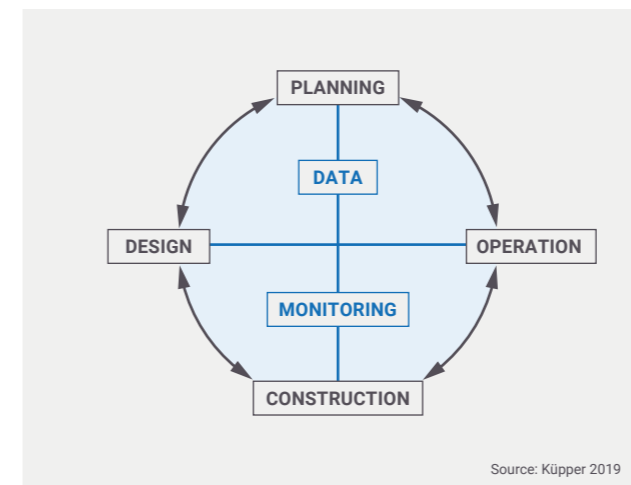 PLANNING
DATA
DESIGN
OPERATION
MONITORING
CONSTRUCTION
Source: Küpper 2019